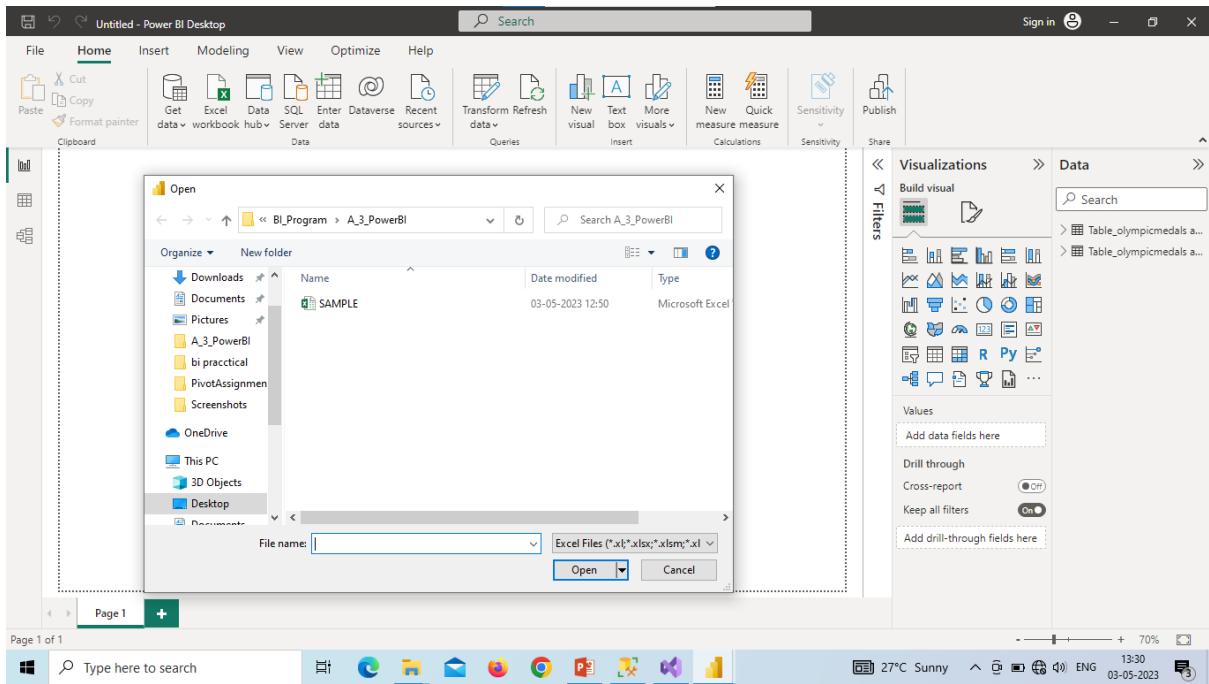 Untitled - Power BI Desktop
Search
Sign in
File Home Insert Modeling View Optimize Help
Paste
Cut
Copy
Format painter
Clipboard
Get data
Excel workbook
Data hub
SQL Server
Enter data
Dataverse
Recent sources
Data
Transform data
Refresh
Queries
New visual
Text box
More visuals
Insert
New measure
Quick measure
Calculations
Sensitivity
Sensitivity
Publish
Share
Open
« BI_Program › A_3_PowerBI
Search A_3_PowerBI
Organize
New folder
Downloads
Documents
Pictures
A_3_PowerBI
bi pracctical
PivotAssignmen
Screenshots
OneDrive
This PC
3D Objects
Desktop
Documents
Name Date modified Type
SAMPLE 03-05-2023 12:50 Microsoft Excel
File name:
Excel Files (*.xl;*.xlsx;*.xlsm;*.xl
Open
Cancel
Filters
Visualizations
Build visual
123
R
Py
Values
Add data fields here
Drill through
Cross-report
Off
Keep all filters
On
Add drill-through fields here
Data
Search
Table_olympicmedals a...
Table_olympicmedals a...
Page 1
Page 1 of 1
70%
Type here to search
27°C Sunny
ENG
13:30
03-05-2023
3